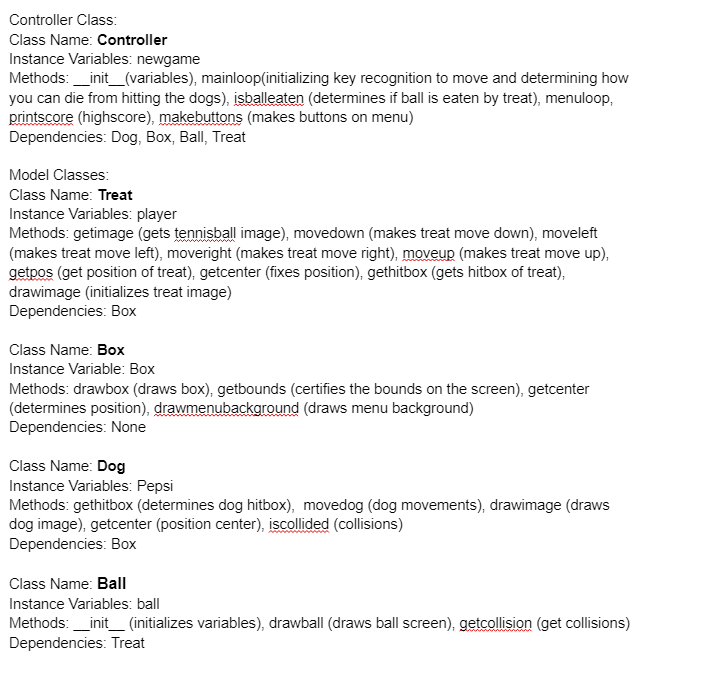 Controller Class:
Class Name: Controller
Instance Variables: newgame
Methods: __init__(variables), mainloop(initializing key recognition to move and determining how
you can die from hitting the dogs), isballeaten (determines if ball is eaten by treat), menuloop,
printscore (highscore), makebuttons (makes buttons on menu)
Dependencies: Dog, Box, Ball, Treat
Model Classes:
Class Name: Treat
Instance Variables: player
Methods: getimage (gets tennisball image), movedown (makes treat move down), moveleft
(makes treat move left), moveright (makes treat move right), moveup (makes treat move up),
getpos (get position of treat), getcenter (fixes position), gethitbox (gets hitbox of treat),
drawimage (initializes treat image)
Dependencies: Box
Class Name: Box
Instance Variable: Box
Methods: drawbox (draws box), getbounds (certifies the bounds on the screen), getcenter
(determines position), drawmenubackground (draws menu background)
Dependencies: None
Class Name: Dog
Instance Variables: Pepsi
Methods: gethitbox (determines dog hitbox),  movedog (dog movements), drawimage (draws
dog image), getcenter (position center), iscollided (collisions)
Dependencies: Box
Class Name: Ball
Instance Variables: ball
Methods: __init__ (initializes variables), drawball (draws ball screen), getcollision (get collisions)
Dependencies: Treat